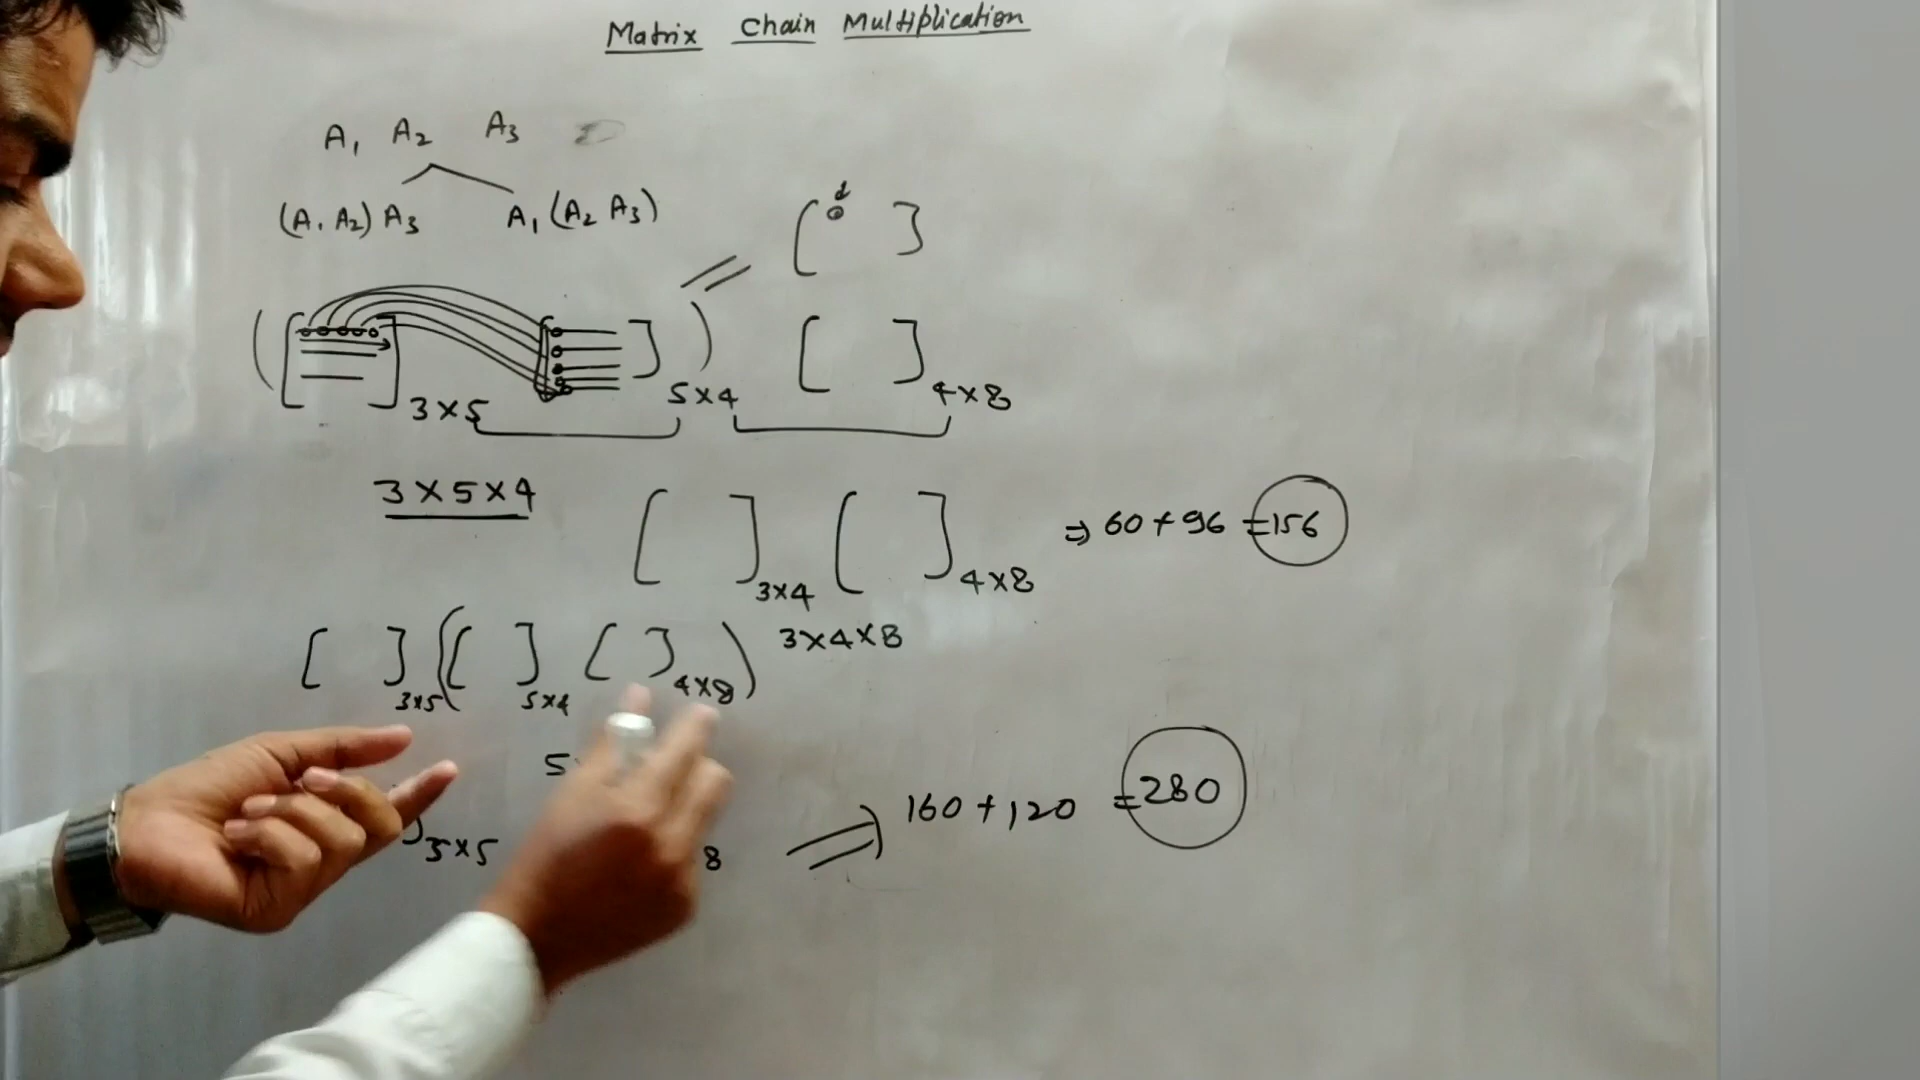 Matrix Chain Multiplication
A1 A2 A3
(A1 A2) A3 A1 (A2 A3)
[ ]
( [ ] 3×5 [ ] 5×4 ) [ ] 4×8
3×5×4
[ ] 3×4 [ ] 4×8 ⇒ 60+96 =156
[ ] 3×5 ( [ ] 5×4 [ ] 4×8 ) 3×4×8
5
] 3×5 8 ⇒ 160+120 =280